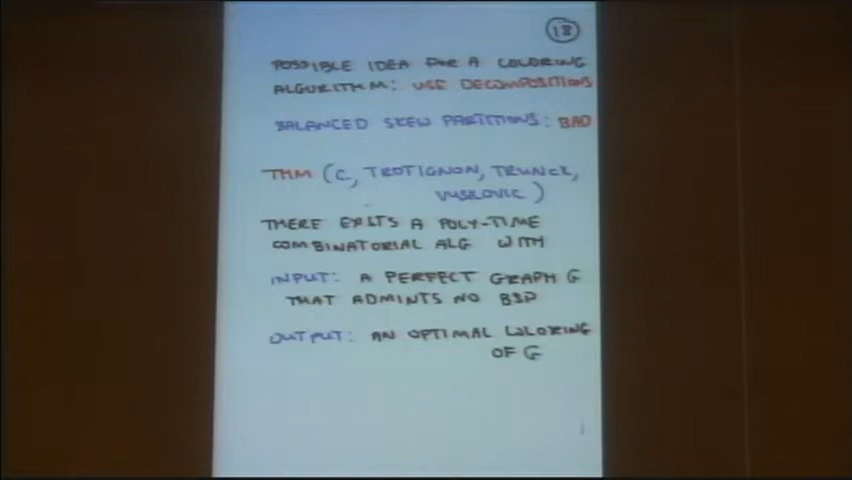 18
POSSIBLE IDEA FOR A COLORING
ALGORITHM: USE DECOMPOSITIONS
BALANCED SKEW PARTITIONS: BAD
THM (C, TROTIGNON, TRUNCK,
VUSKOVIC)
THERE EXITS A POLY-TIME
COMBINATORIAL ALG WITH
INPUT: A PERFECT GRAPH G
THAT ADMINTS NO BSP
OUTPUT: AN OPTIMAL COLORING
OF G